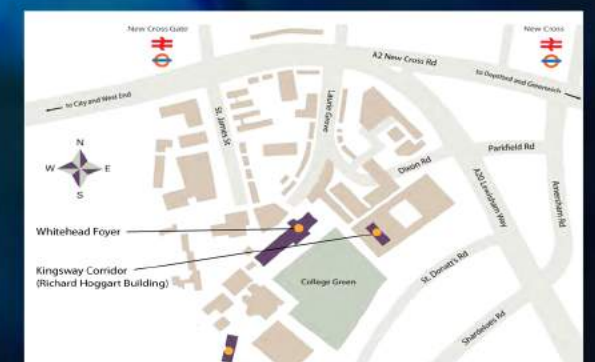 New Cross Gate
New Cross
A2 New Cross Rd
to Deptford and Greenwich
to City and West End
St. James St
Laurie Grove
Dixon Rd
Parkfield Rd
A20 Lewisham Way
Amersham Rd
N
W
E
S
Whitehead Foyer
Kingsway Corridor
(Richard Hoggart Building)
College Green
St. Donatt's Rd
Shardeloes Rd